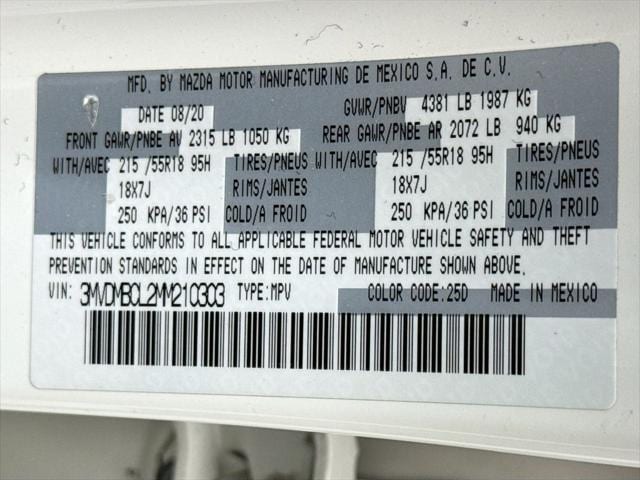 MFD. BY MAZDA MOTOR MANUFACTURING DE MEXICO S.A. DE C.V.
DATE 08/20 GVWR/PNBV 4381 LB 1987 KG
FRONT GAWR/PNBE AV 2315 LB 1050 KG REAR GAWR/PNBE AR 2072 LB 940 KG
WITH/AVEC 215 /55R18 95H TIRES/PNEUS WITH/AVEC 215 /55R18 95H TIRES/PNEUS
18X7J RIMS/JANTES 18X7J RIMS/JANTES
250 KPA/36 PSI COLD/A FROID 250 KPA/36 PSI COLD/A FROID
THIS VEHICLE CONFORMS TO ALL APPLICABLE FEDERAL MOTOR VEHICLE SAFETY AND THEFT
PREVENTION STANDARDS IN EFFECT ON THE DATE OF MANUFACTURE SHOWN ABOVE.
VIN: 3MVDMBCL2MM210303 TYPE:MPV COLOR CODE:25D MADE IN MEXICO